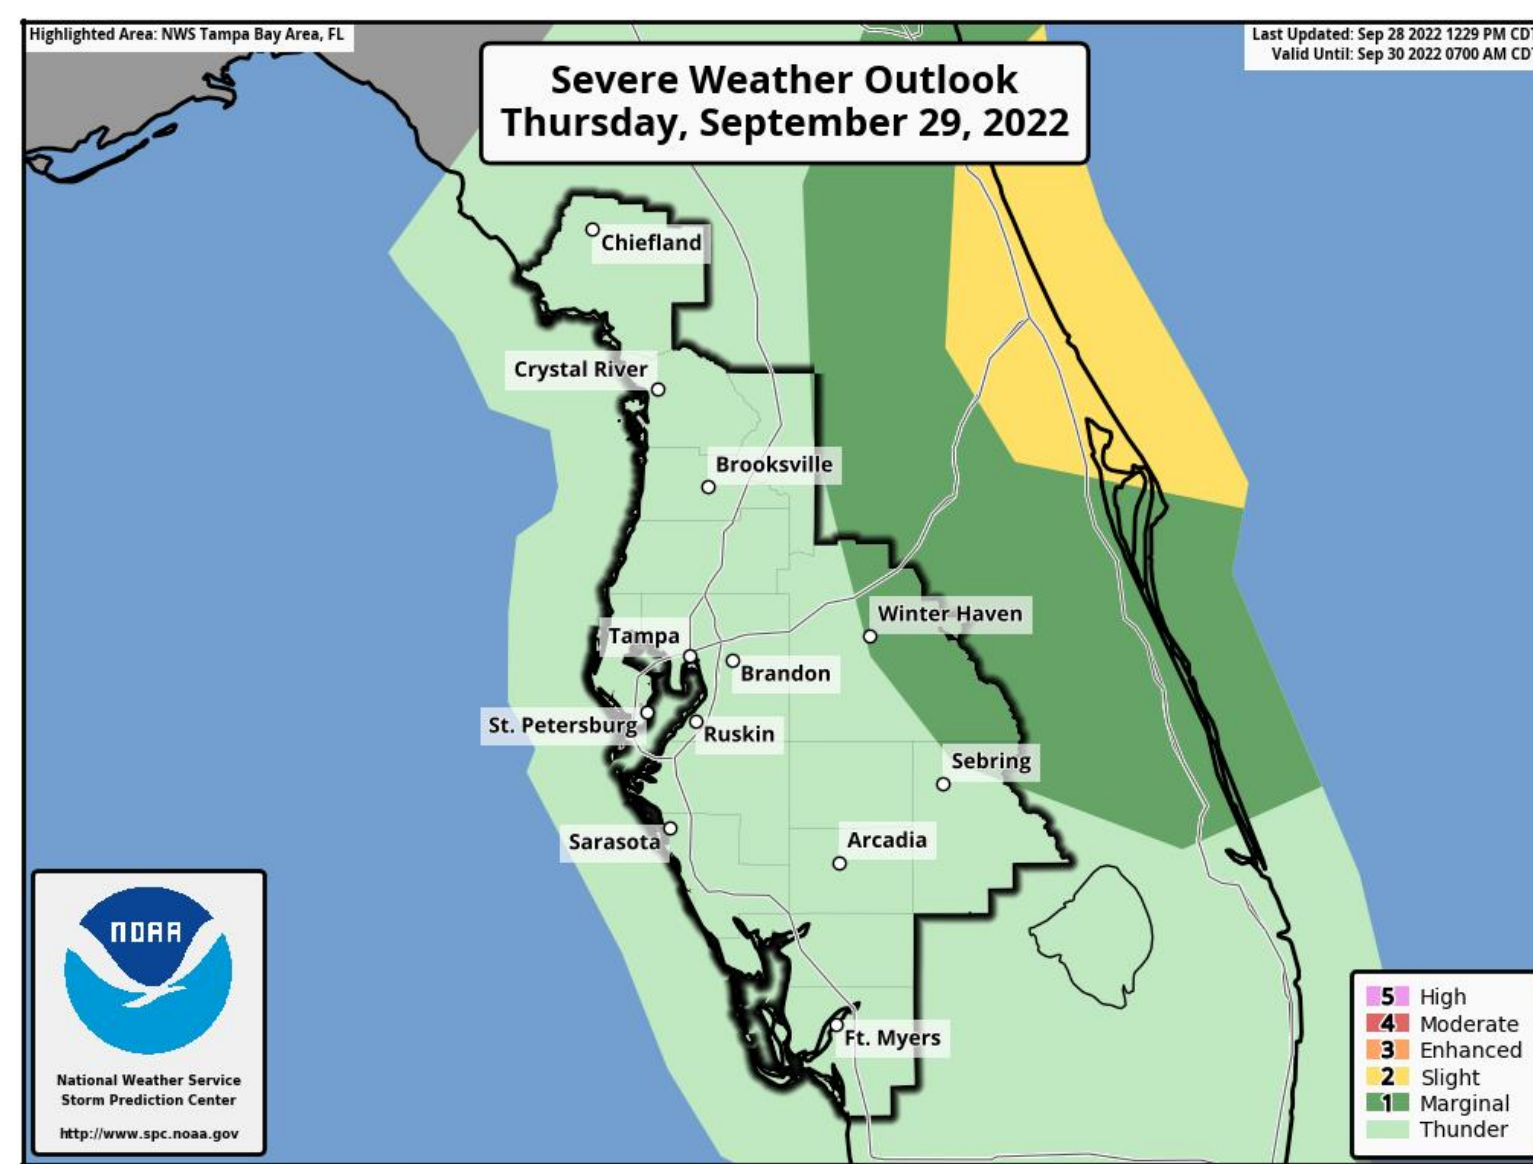 Highlighted Area: NWS Tampa Bay Area, FL
Last Updated: Sep 28 2022 1229 PM CDT
Valid Until: Sep 30 2022 0700 AM CDT
Severe Weather Outlook
Thursday, September 29, 2022
Chiefland
Crystal River
Brooksville
Winter Haven
Tampa
Brandon
St. Petersburg
Ruskin
Sebring
Sarasota
Arcadia
Ft. Myers
NOAA
National Weather Service
Storm Prediction Center
http://www.spc.noaa.gov
5 High
4 Moderate
3 Enhanced
2 Slight
1 Marginal
Thunder